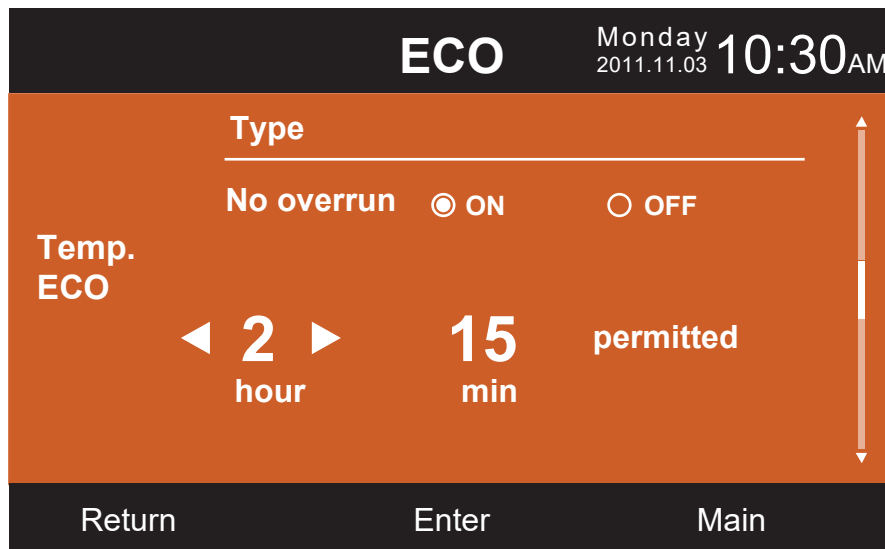 ECO
Monday
2011.11.03
10:30AM
Type
No overrun ON OFF
Temp.
ECO
2 15 permitted
hour min
Return Enter Main